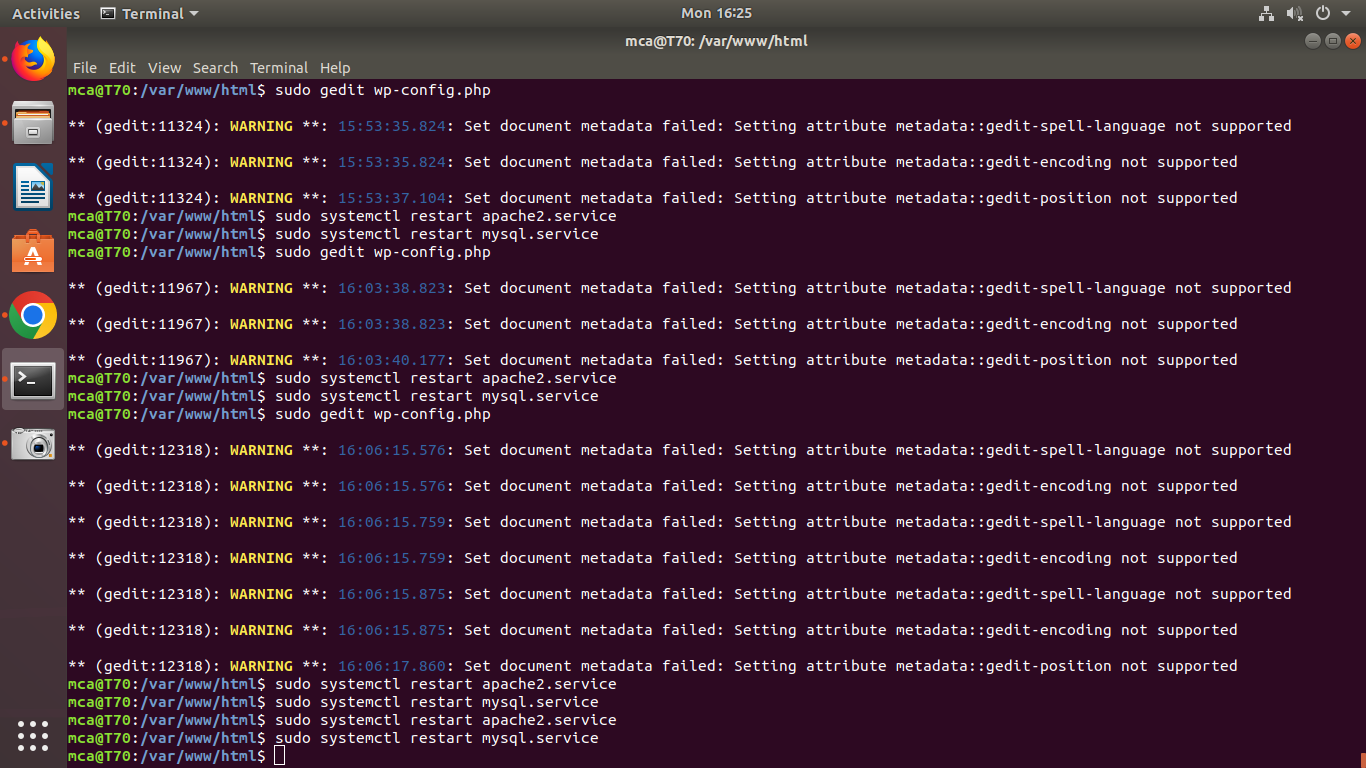 Activities Terminal Mon 16:25
mca@T70: /var/www/html
File Edit View Search Terminal Help
mca@T70:/var/www/html$ sudo gedit wp-config.php
** (gedit:11324): WARNING **: 15:53:35.824: Set document metadata failed: Setting attribute metadata::gedit-spell-language not supported
** (gedit:11324): WARNING **: 15:53:35.824: Set document metadata failed: Setting attribute metadata::gedit-encoding not supported
** (gedit:11324): WARNING **: 15:53:37.104: Set document metadata failed: Setting attribute metadata::gedit-position not supported
mca@T70:/var/www/html$ sudo systemctl restart apache2.service
mca@T70:/var/www/html$ sudo systemctl restart mysql.service
mca@T70:/var/www/html$ sudo gedit wp-config.php
** (gedit:11967): WARNING **: 16:03:38.823: Set document metadata failed: Setting attribute metadata::gedit-spell-language not supported
** (gedit:11967): WARNING **: 16:03:38.823: Set document metadata failed: Setting attribute metadata::gedit-encoding not supported
** (gedit:11967): WARNING **: 16:03:40.177: Set document metadata failed: Setting attribute metadata::gedit-position not supported
mca@T70:/var/www/html$ sudo systemctl restart apache2.service
mca@T70:/var/www/html$ sudo systemctl restart mysql.service
mca@T70:/var/www/html$ sudo gedit wp-config.php
** (gedit:12318): WARNING **: 16:06:15.576: Set document metadata failed: Setting attribute metadata::gedit-spell-language not supported
** (gedit:12318): WARNING **: 16:06:15.576: Set document metadata failed: Setting attribute metadata::gedit-encoding not supported
** (gedit:12318): WARNING **: 16:06:15.759: Set document metadata failed: Setting attribute metadata::gedit-spell-language not supported
** (gedit:12318): WARNING **: 16:06:15.759: Set document metadata failed: Setting attribute metadata::gedit-encoding not supported
** (gedit:12318): WARNING **: 16:06:15.875: Set document metadata failed: Setting attribute metadata::gedit-spell-language not supported
** (gedit:12318): WARNING **: 16:06:15.875: Set document metadata failed: Setting attribute metadata::gedit-encoding not supported
** (gedit:12318): WARNING **: 16:06:17.860: Set document metadata failed: Setting attribute metadata::gedit-position not supported
mca@T70:/var/www/html$ sudo systemctl restart apache2.service
mca@T70:/var/www/html$ sudo systemctl restart mysql.service
mca@T70:/var/www/html$ sudo systemctl restart apache2.service
mca@T70:/var/www/html$ sudo systemctl restart mysql.service
mca@T70:/var/www/html$